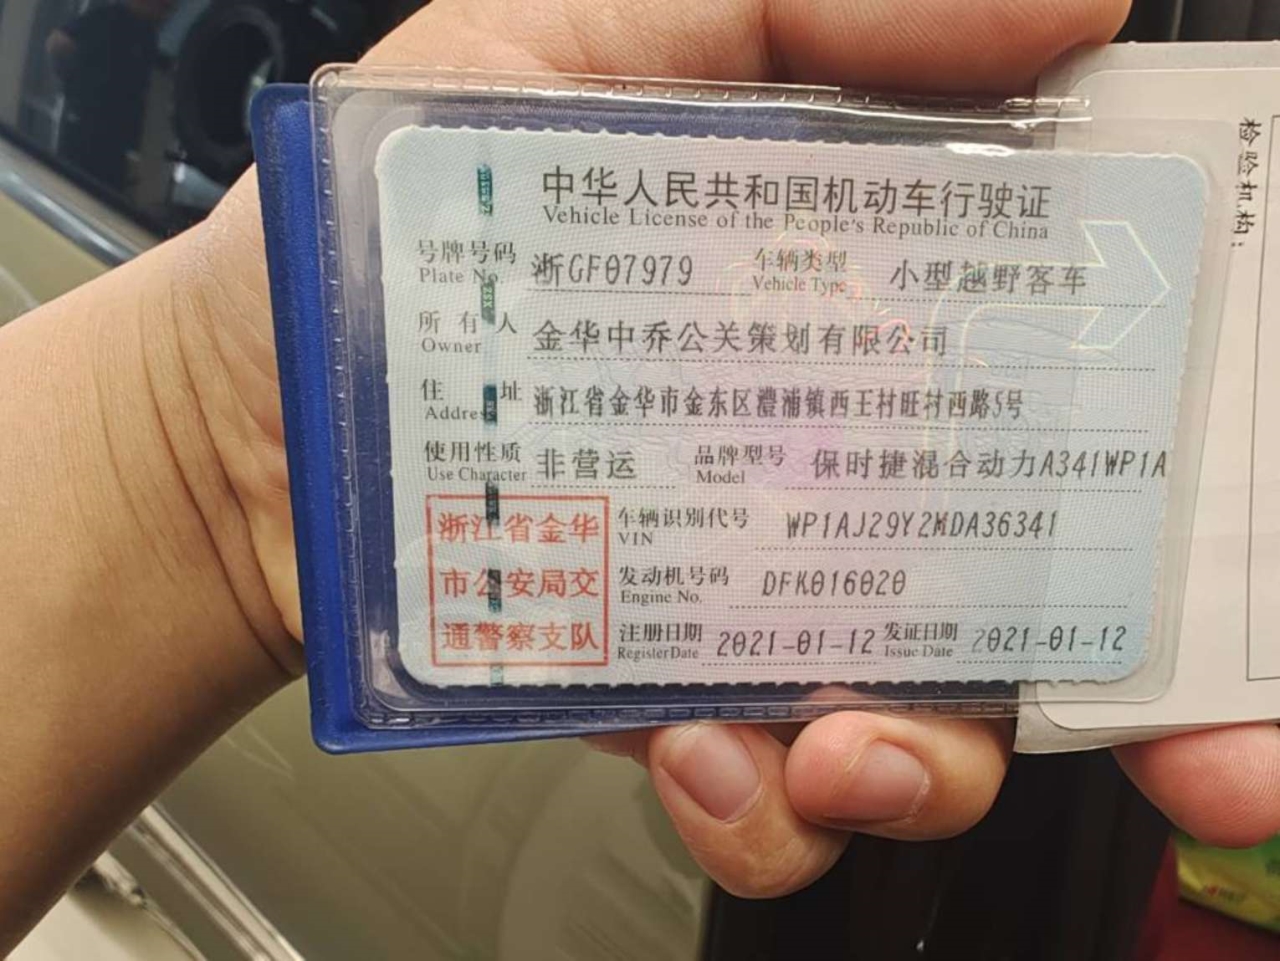 中华人民共和国机动车行驶证
Vehicle License of the People's Republic of China
号牌号码 浙GF07979 车辆类型 小型越野客车
Plate No. Vehicle Type
所有人 金华中乔公关策划有限公司
Owner
住址 浙江省金华市金东区澧浦镇西王村旺村西路5号
Address
使用性质 非营运 品牌型号 保时捷混合动力A341WP1A
Use Character Model
浙江省金华
市公安局交
通警察支队
车辆识别代号 WP1AJ29Y2MDA36341
VIN
发动机号码 DFK016020
Engine No.
注册日期 2021-01-12 发证日期 2021-01-12
Register Date Issue Date
检验机构: